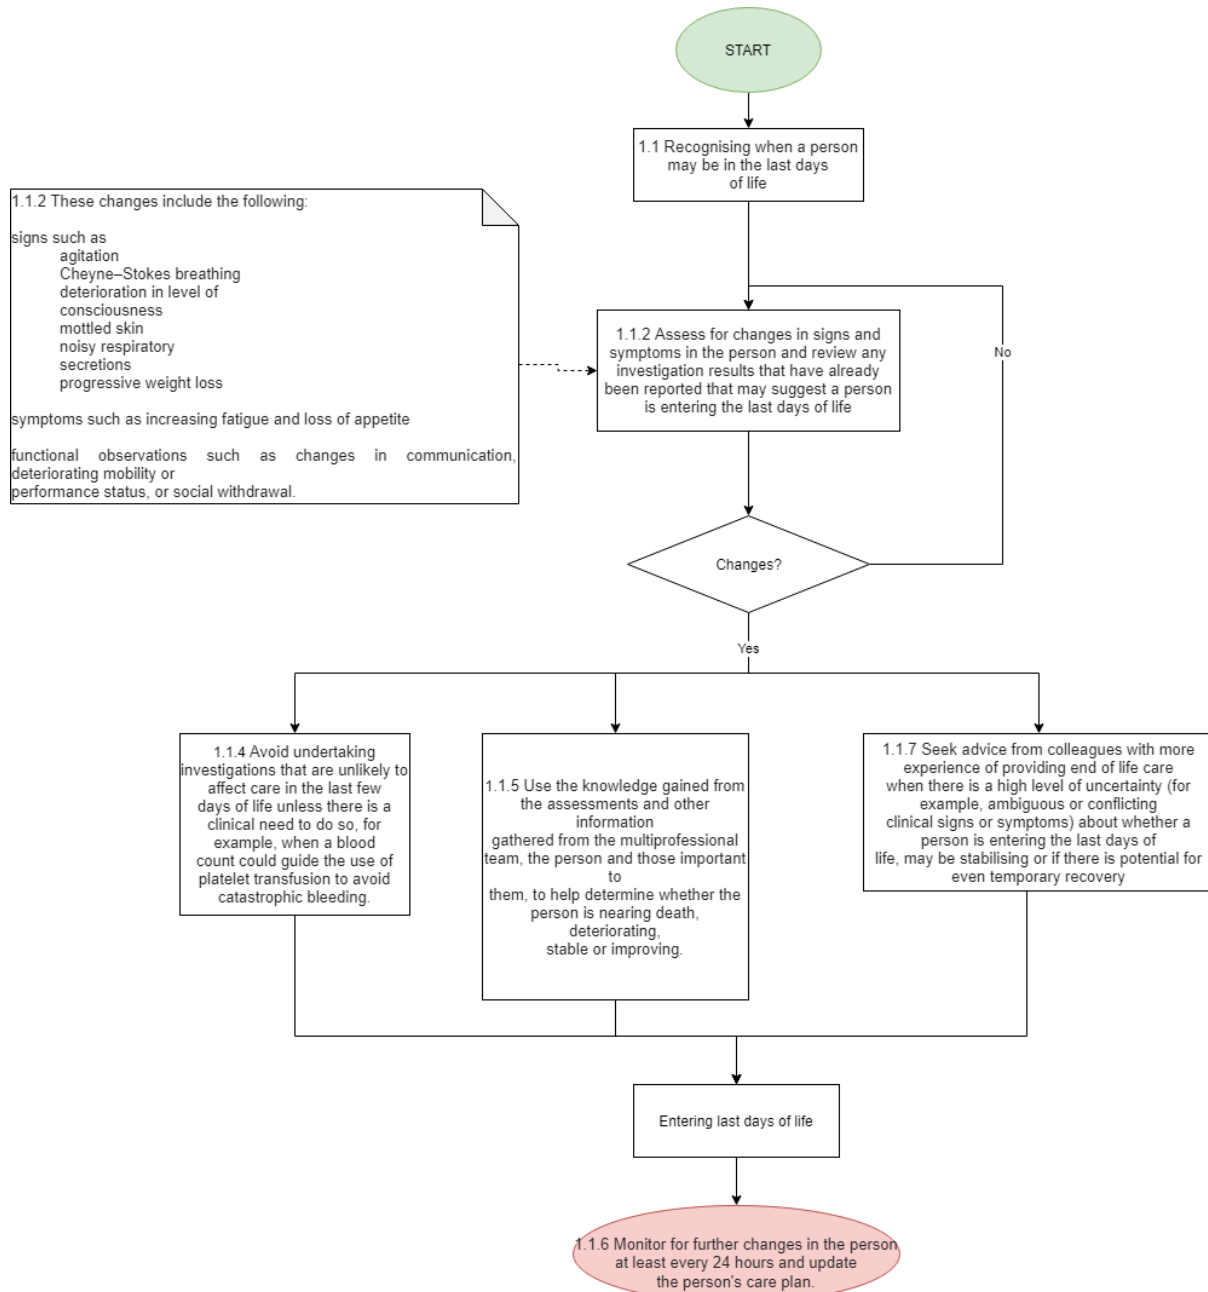 START
1.1 Recognising when a person
may be in the last days
of life
1.1.2 These changes include the following:
signs such as
agitation
Cheyne–Stokes breathing
deterioration in level of
consciousness
mottled skin
noisy respiratory
secretions
progressive weight loss
symptoms such as increasing fatigue and loss of appetite
functional observations such as changes in communication,
deteriorating mobility or
performance status, or social withdrawal.
1.1.2 Assess for changes in signs and
symptoms in the person and review any
investigation results that have already
been reported that may suggest a person
is entering the last days of life
No
Changes?
Yes
1.1.4 Avoid undertaking
investigations that are unlikely to
affect care in the last few
days of life unless there is a
clinical need to do so, for
example, when a blood
count could guide the use of
platelet transfusion to avoid
catastrophic bleeding.
1.1.5 Use the knowledge gained from
the assessments and other
information
gathered from the multiprofessional
team, the person and those important
to
them, to help determine whether the
person is nearing death,
deteriorating,
stable or improving.
1.1.7 Seek advice from colleagues with more
experience of providing end of life care
when there is a high level of uncertainty (for
example, ambiguous or conflicting
clinical signs or symptoms) about whether a
person is entering the last days of
life, may be stabilising or if there is potential for
even temporary recovery
Entering last days of life
1.1.6 Monitor for further changes in the person
at least every 24 hours and update
the person's care plan.